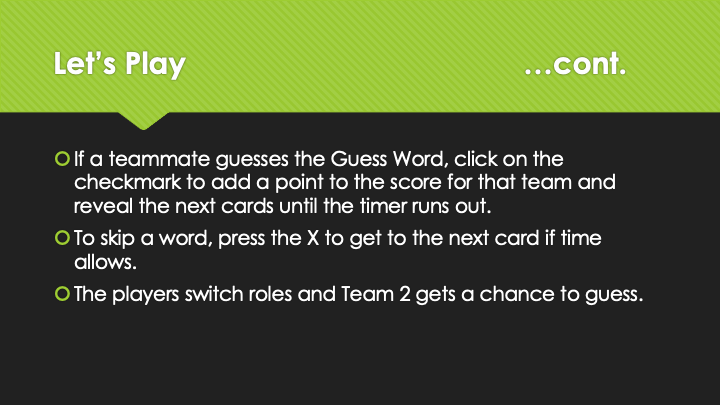 Let's Play …cont.
If a teammate guesses the Guess Word, click on the
checkmark to add a point to the score for that team and
reveal the next cards until the timer runs out.
To skip a word, press the X to get to the next card if time
allows.
The players switch roles and Team 2 gets a chance to guess.